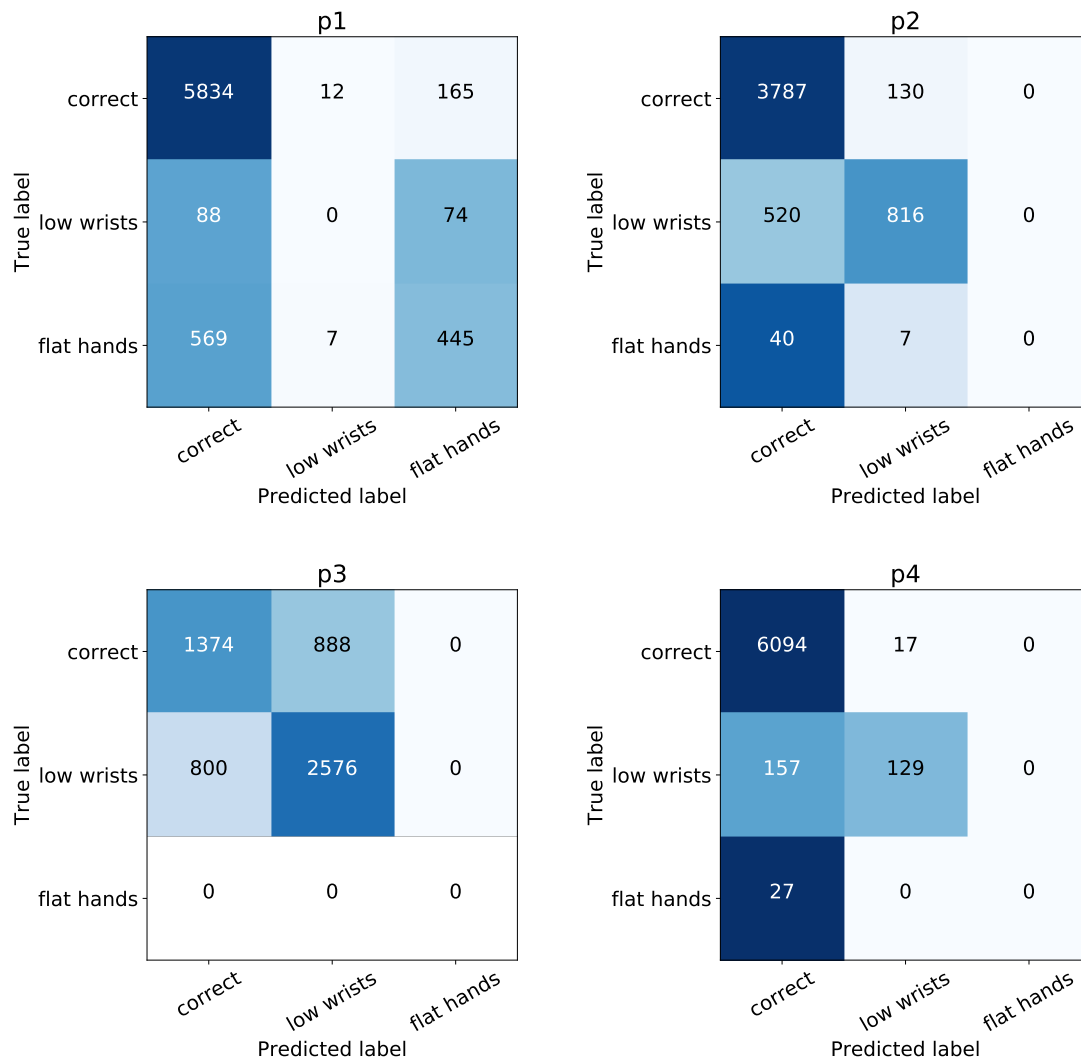 p1
True label
correct 5834 12 165
low wrists 88 0 74
flat hands 569 7 445
correct low wrists flat hands
Predicted label
p2
True label
correct 3787 130 0
low wrists 520 816 0
flat hands 40 7 0
correct low wrists flat hands
Predicted label
p3
True label
correct 1374 888 0
low wrists 800 2576 0
flat hands 0 0 0
correct low wrists flat hands
Predicted label
p4
True label
correct 6094 17 0
low wrists 157 129 0
flat hands 27 0 0
correct low wrists flat hands
Predicted label